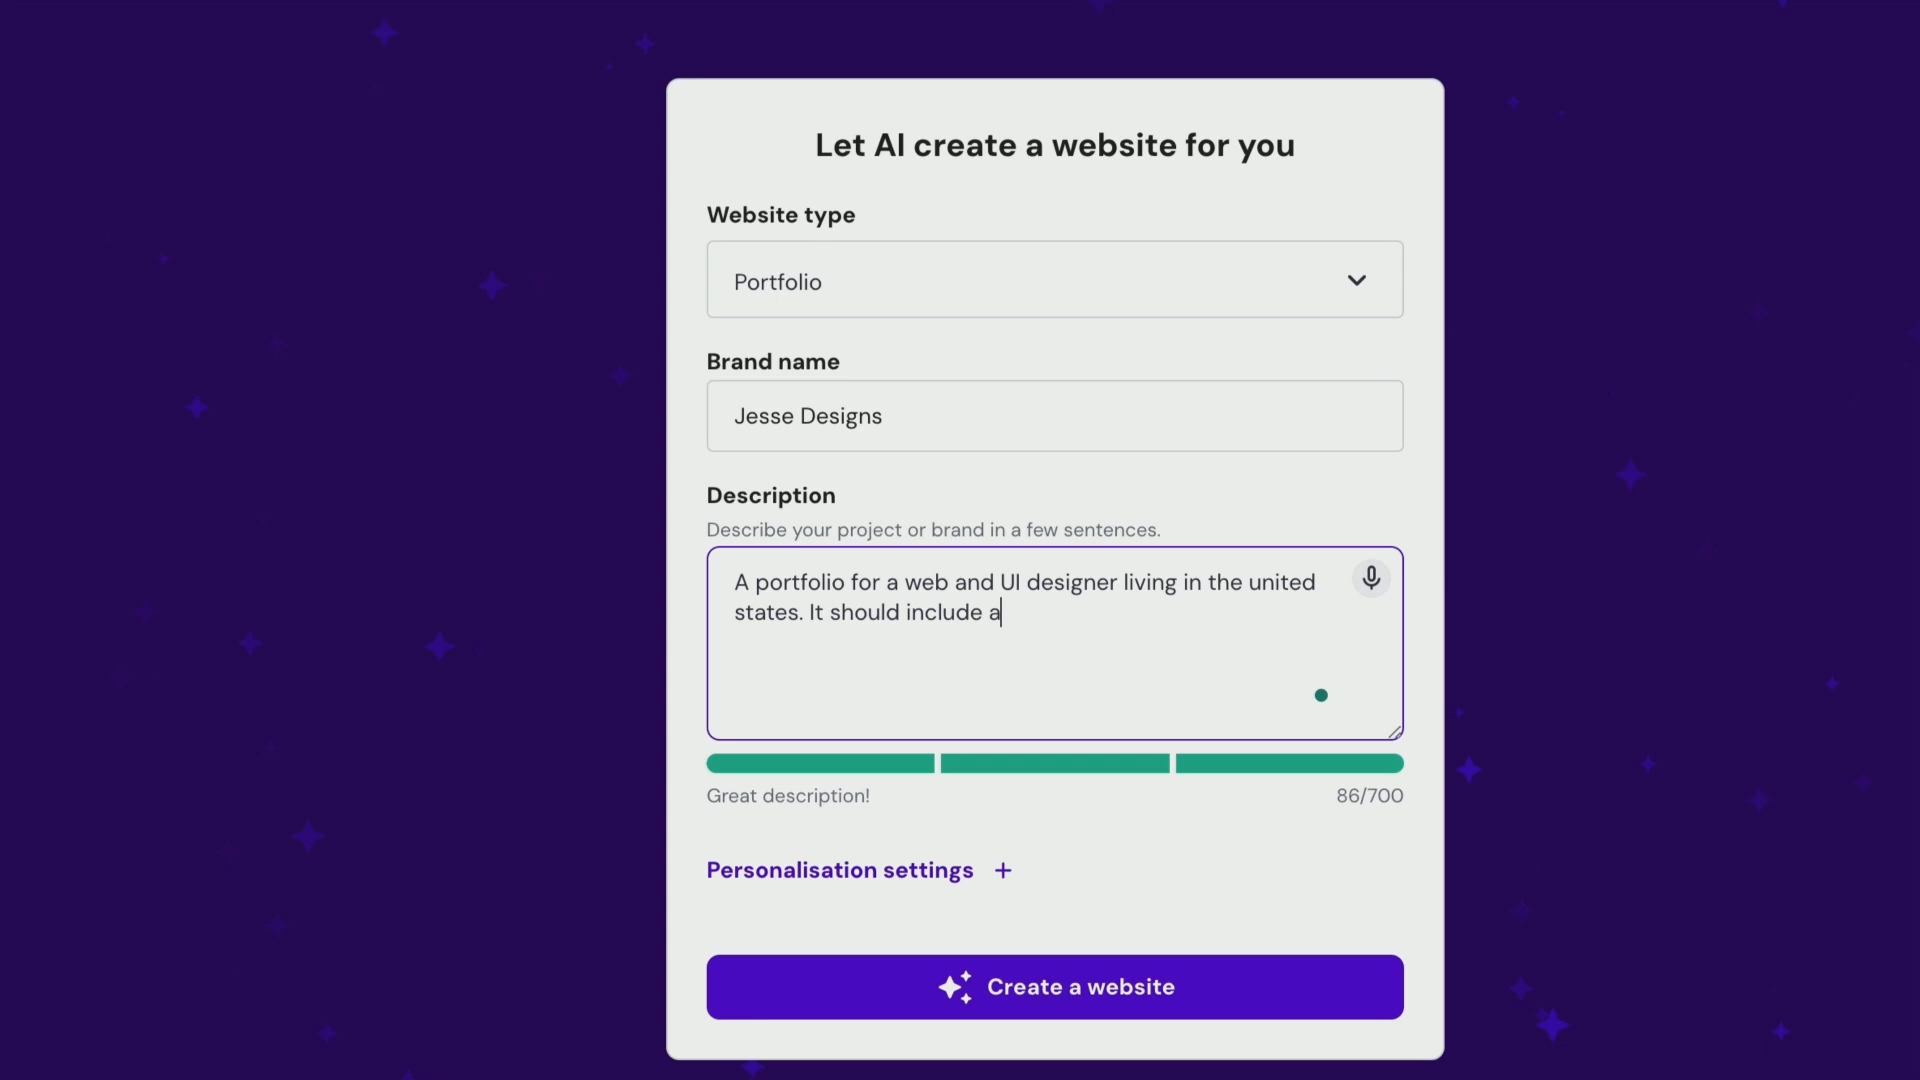 Let AI create a website for you
Website type
Portfolio
Brand name
Jesse Designs
Description
Describe your project or brand in a few sentences.
A portfolio for a web and UI designer living in the united
states. It should include a
Great description!
86/700
Personalisation settings +
Create a website